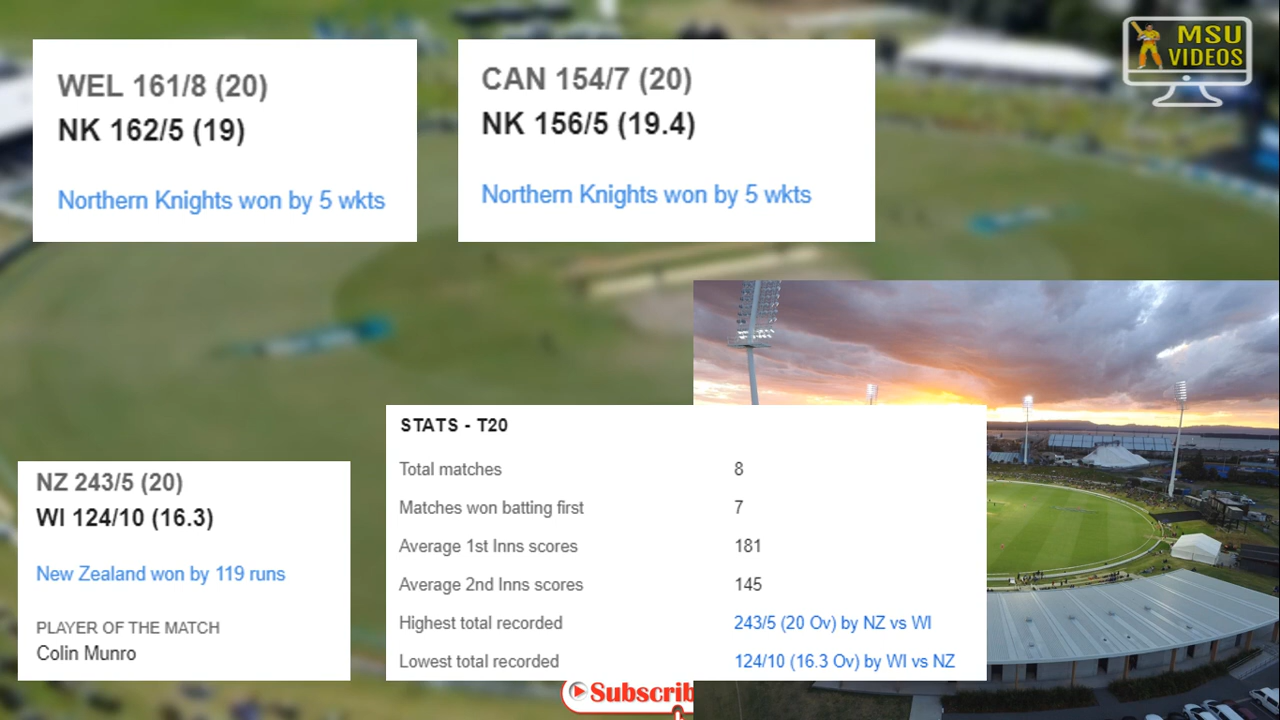 MSU
VIDEOS
WEL 161/8 (20)
NK 162/5 (19)
Northern Knights won by 5 wkts
CAN 154/7 (20)
NK 156/5 (19.4)
Northern Knights won by 5 wkts
NZ 243/5 (20)
WI 124/10 (16.3)
New Zealand won by 119 runs
PLAYER OF THE MATCH
Colin Munro
STATS - T20
Total matches 8
Matches won batting first 7
Average 1st Inns scores 181
Average 2nd Inns scores 145
Highest total recorded 243/5 (20 Ov) by NZ vs WI
Lowest total recorded 124/10 (16.3 Ov) by WI vs NZ
Subscrib